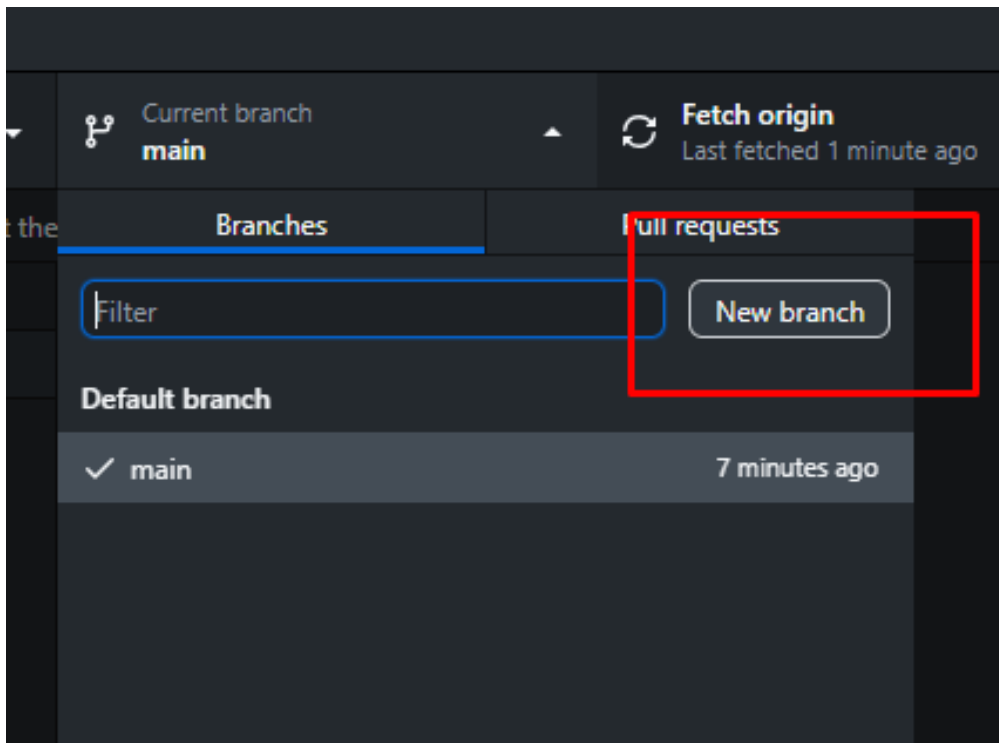 Current branch
main
Fetch origin
Last fetched 1 minute ago
t the
Branches
Pull requests
Filter
New branch
Default branch
main
7 minutes ago